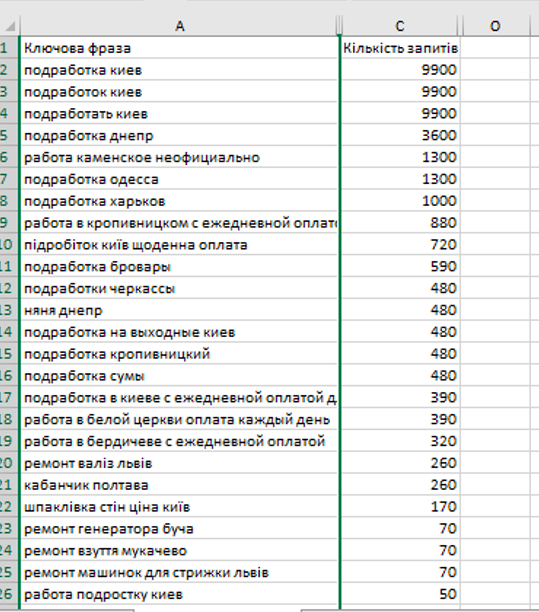 A C O
1 Ключова фраза Кількість запитів
2 подработка киев 9900
3 подработок киев 9900
4 подработать киев 9900
5 подработка днепр 3600
6 работа каменское неофициально 1300
7 подработка одесса 1300
8 подработка харьков 1000
9 работа в кропивницком с ежедневной оплат 880
10 підробіток київ щоденна оплата 720
11 подработка бровары 590
12 подработки черкассы 480
13 няня днепр 480
14 подработка на выходные киев 480
15 подработка кропивницкий 480
16 подработка сумы 480
17 подработка в киеве с ежедневной оплатой д 390
18 работа в белой церкви оплата каждый день 390
19 работа в бердичеве с ежедневной оплатой 320
20 ремонт валіз львів 260
21 кабанчик полтава 260
22 шпаклівка стін ціна київ 170
23 ремонт генератора буча 70
24 ремонт взуття мукачево 70
25 ремонт машинок для стрижки львів 70
26 работа подростку киев 50